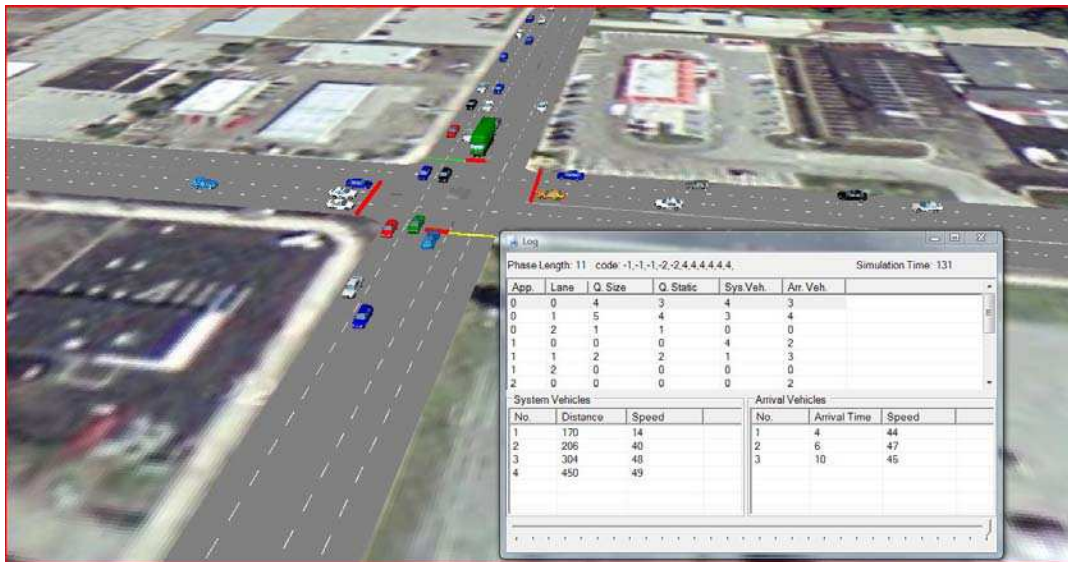 Log
Phase Length: 11 code: -1,-1,-1,-2,-2,4,4,4,4,4,4, Simulation Time: 131
App. Lane Q. Size Q. Static Sys.Veh. Arr. Veh.
0 0 4 3 4 3
0 1 5 4 3 4
0 2 1 1 0 0
1 0 0 0 4 2
1 1 2 2 1 3
1 2 0 0 0 0
2 0 0 0 0 2
System Vehicles Arrival Vehicles
No. Distance Speed No. Arrival Time Speed
1 170 14 1 4 44
2 206 40 2 6 47
3 304 48 3 10 45
4 450 49